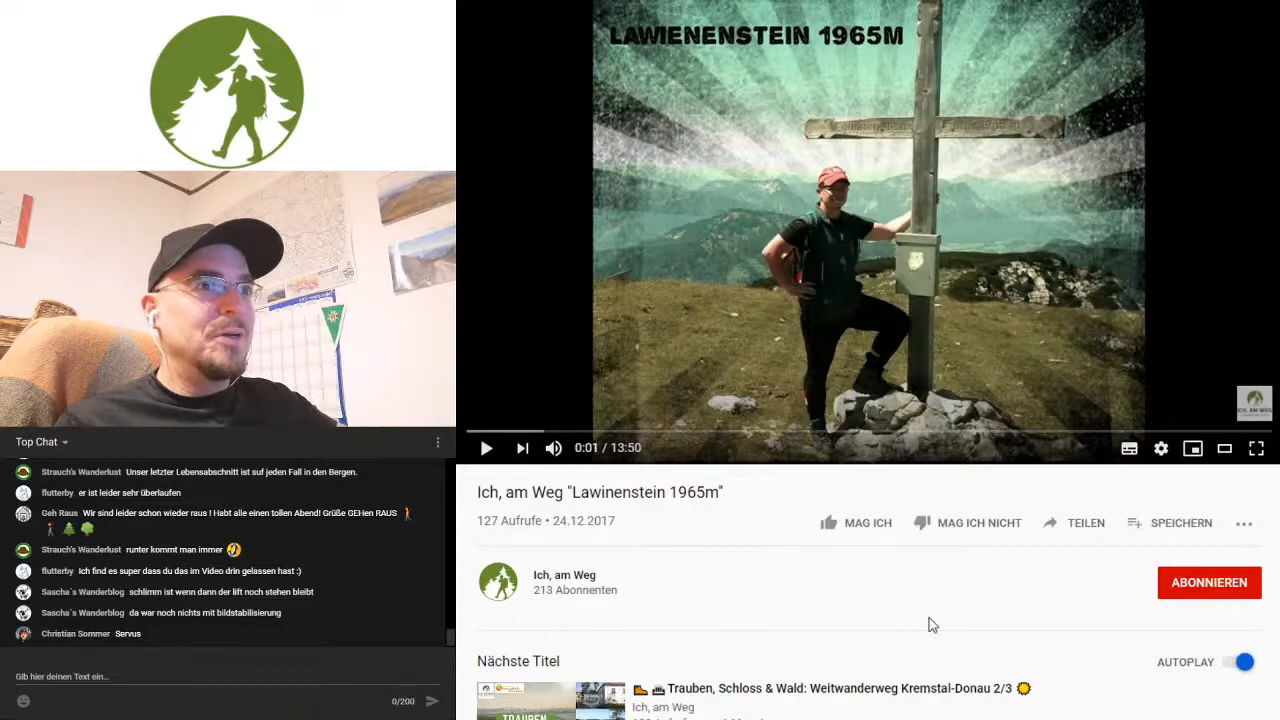 LAWIENENSTEIN 1965M
ICH, AM WEG
0:01 / 13:50
Ich, am Weg "Lawinenstein 1965m"
127 Aufrufe • 24.12.2017
MAG ICH
MAG ICH NICHT
TEILEN
SPEICHERN
Ich, am Weg
213 Abonnenten
ABONNIEREN
Nächste Titel
AUTOPLAY
Trauben, Schloss & Wald: Weitwanderweg Kremstal-Donau 2/3
Ich, am Weg
TRAUBEN
Top Chat
Strauch's Wanderlust Unser letzter Lebensabschnitt ist suf jeden Fall in den Bergen.
flutterby er ist leider sehr überlaufen
Geh Raus Wir sind leider schon wieder raus ! Habt alle einen tollen Abend! Grüße GEHen RAUS
Strauch's Wanderlust runter kommt man immer
flutterby Ich find es super dass du das im Video drin gelassen hast :)
Sascha`s Wanderblog schlimm ist wenn dann der lift noch stehen bleibt
Sascha`s Wanderblog da war noch nichts mit bildstabilisierung
Christian Sommer Servus
Gib hier deinen Text ein...
0/200